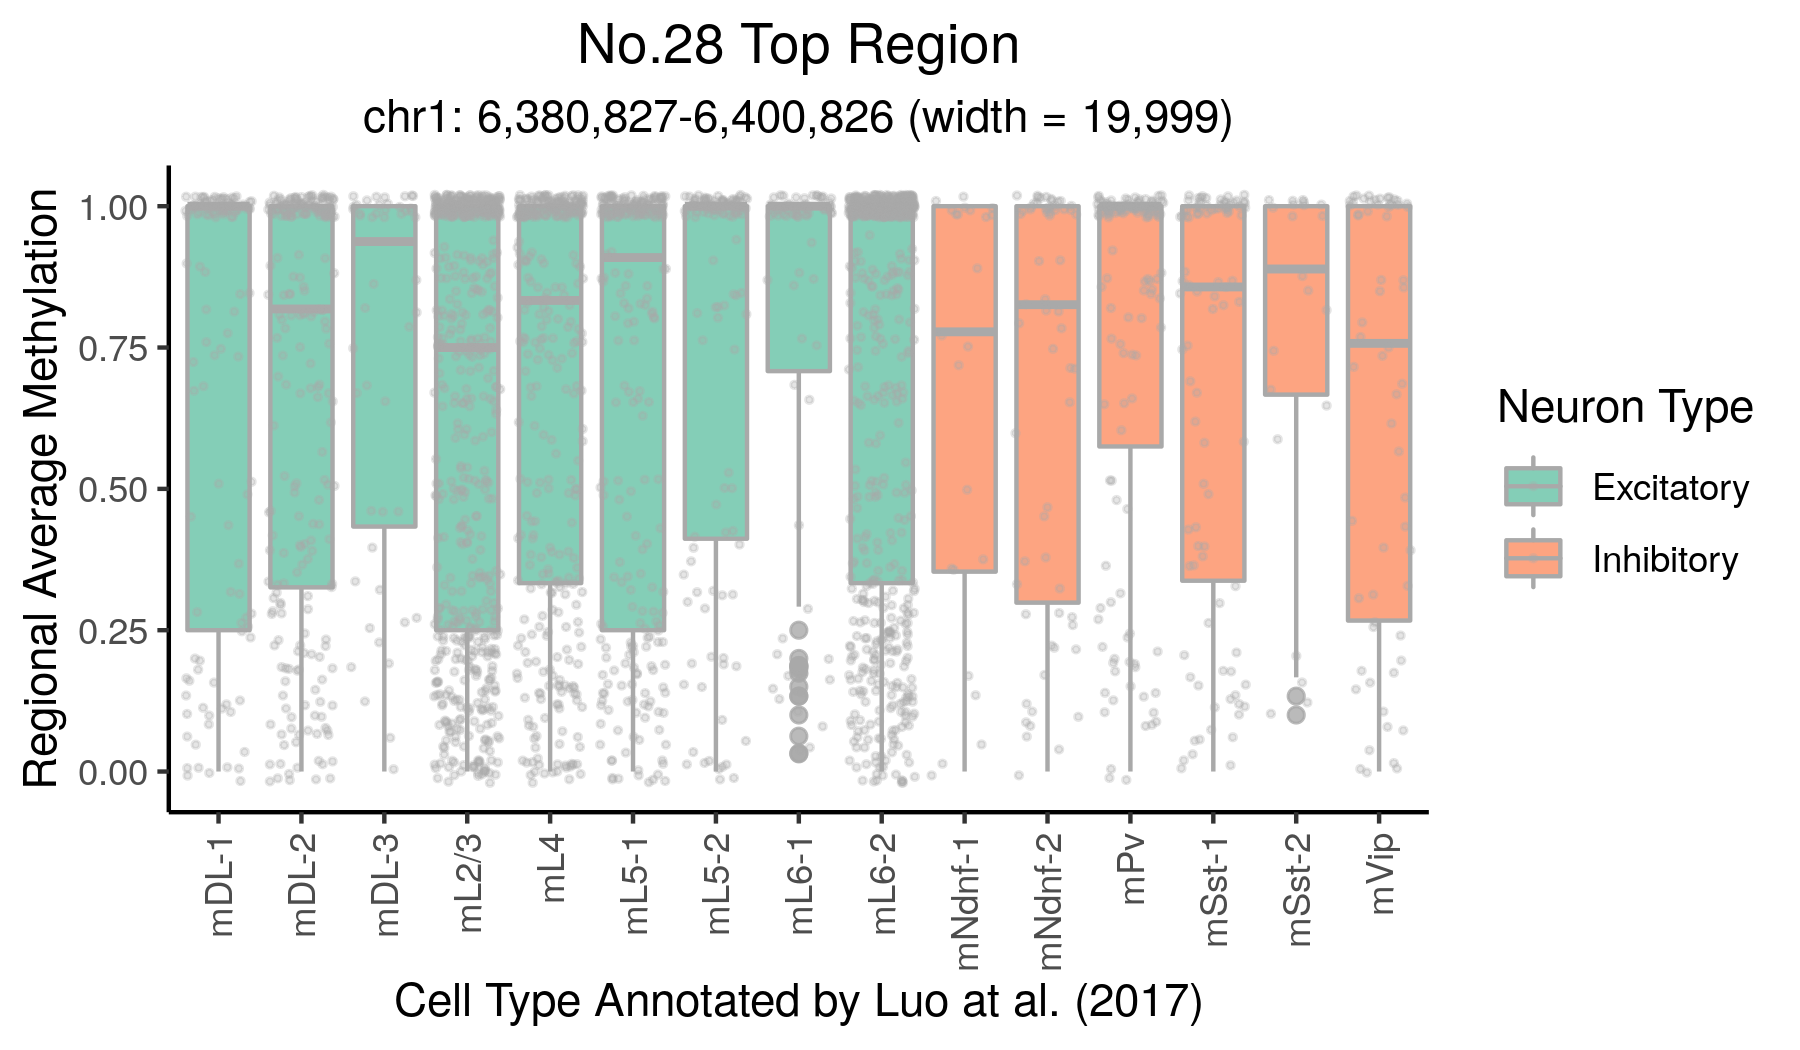 No.28 Top Region
chr1: 6,380,827-6,400,826 (width = 19,999)
Regional Average Methylation
1.00
0.75
0.50
0.25
0.00
mDL-1
mDL-2
mDL-3
mL2/3
mL4
mL5-1
mL5-2
mL6-1
mL6-2
mNdnf-1
mNdnf-2
mPv
mSst-1
mSst-2
mVip
Cell Type Annotated by Luo at al. (2017)
Neuron Type
Excitatory
Inhibitory